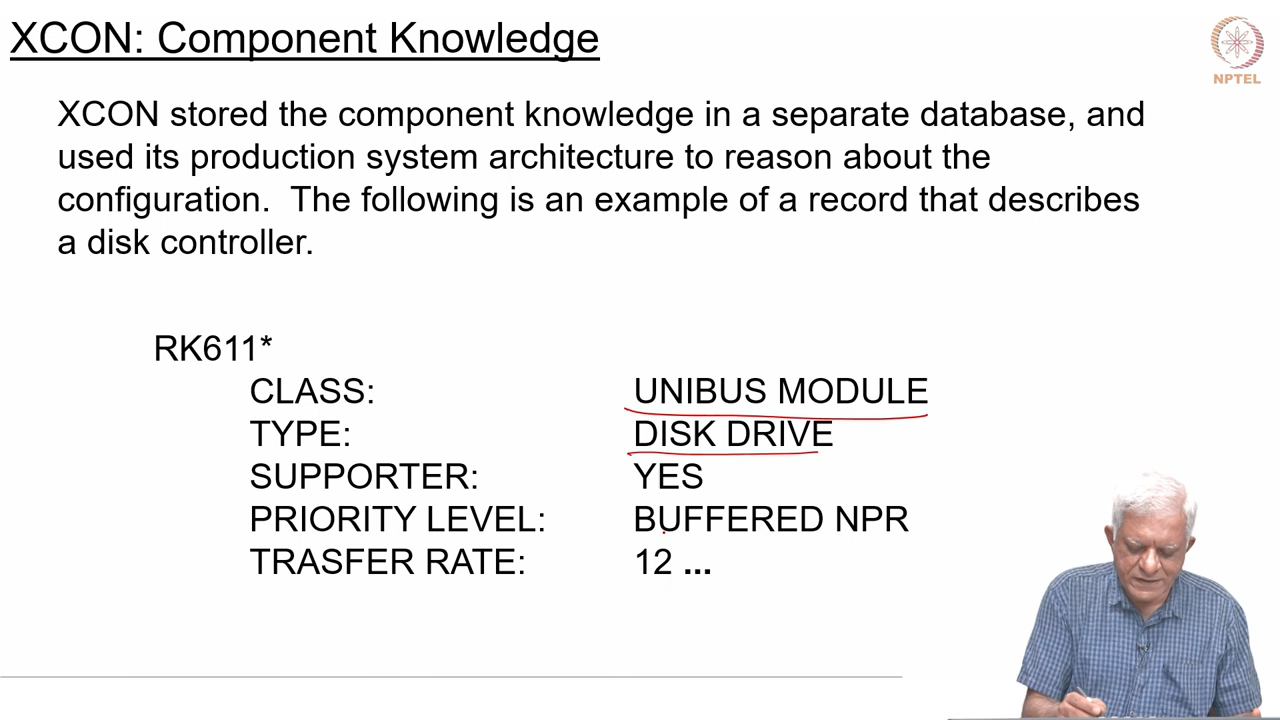 XCON: Component Knowledge
NPTEL
XCON stored the component knowledge in a separate database, and
used its production system architecture to reason about the
configuration. The following is an example of a record that describes
a disk controller.
RK611*
CLASS: UNIBUS MODULE
TYPE: DISK DRIVE
SUPPORTER: YES
PRIORITY LEVEL: BUFFERED NPR
TRASFER RATE: 12 ...